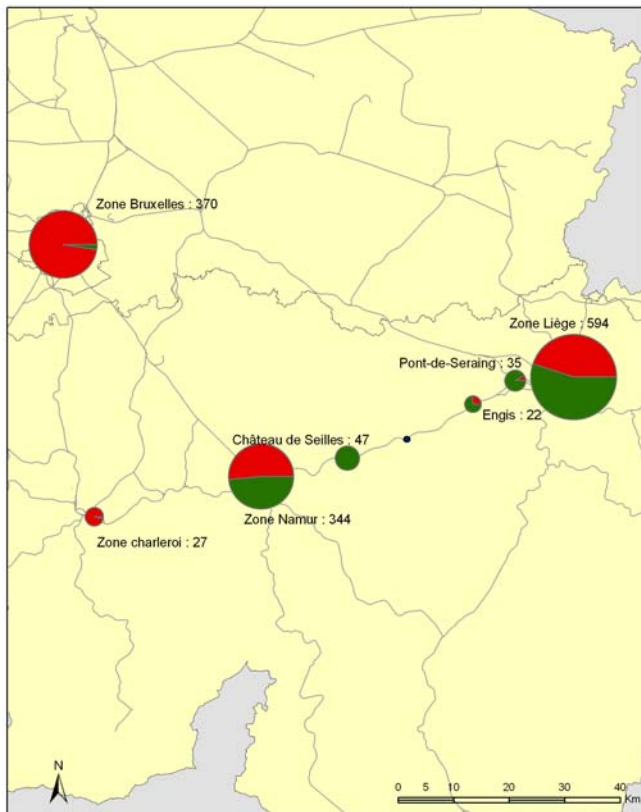 Zone Bruxelles : 370
Zone Liège : 594
Pont-de-Seraing : 35
Engis : 22
Château de Seilles : 47
Zone Namur : 344
Zone charleroi : 27
N
0 5 10 20 30 40
Km